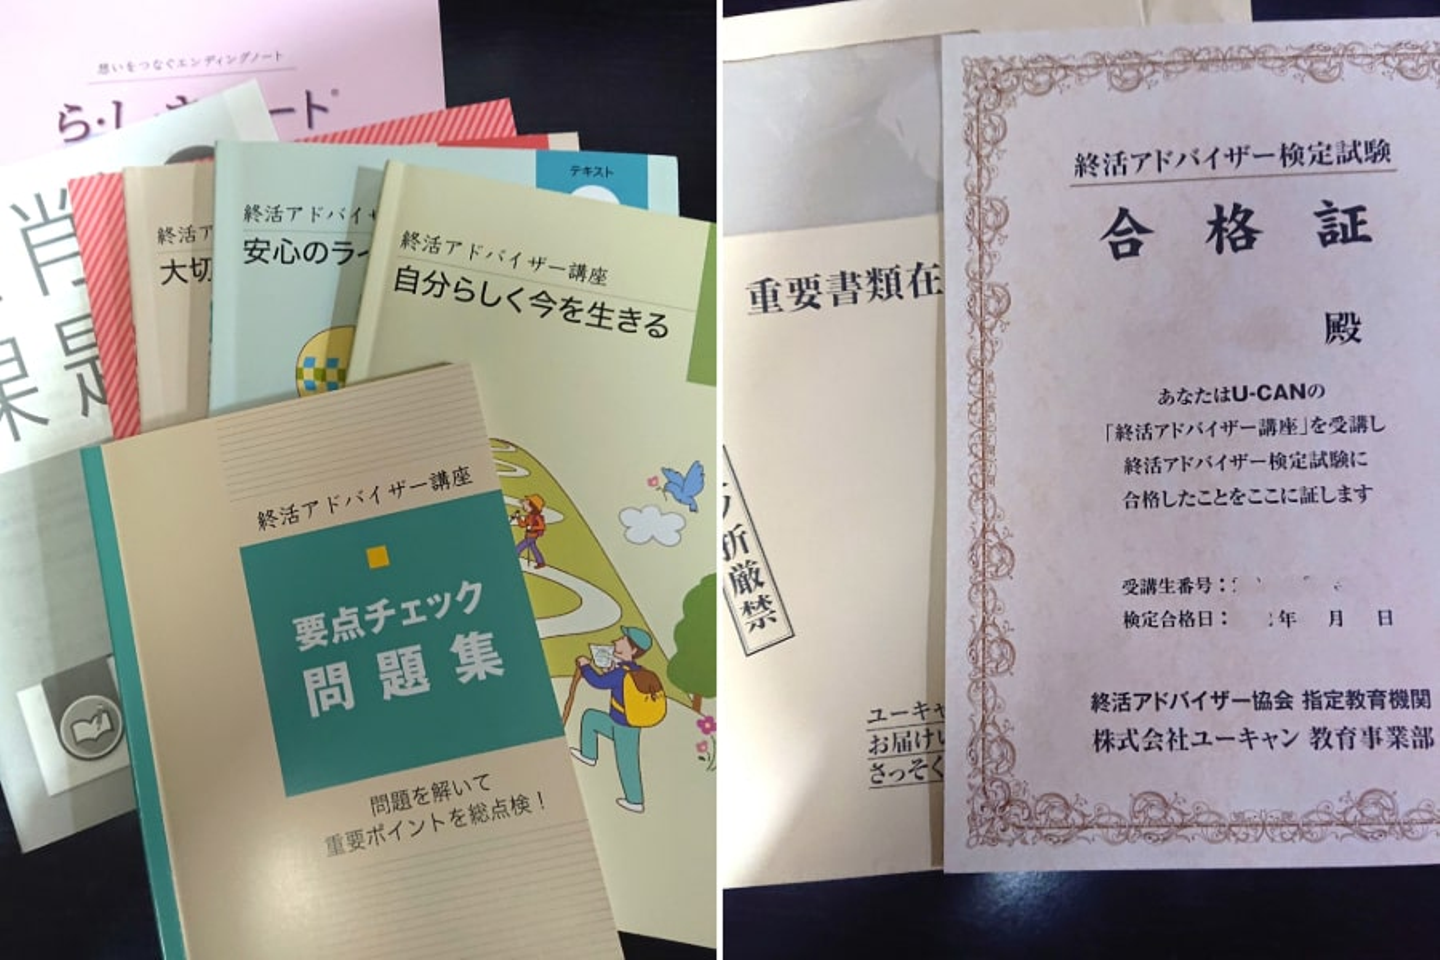 想いをつなぐエンディングノート
ら・し・さノート®
消
課題
テキスト
終活ア
大切
終活アドバイ
安心のラ
終活アドバイザー講座
自分らしく今を生きる
終活アドバイザー講座
要点チェック
問題集
問題を解いて
重要ポイントを総点検！
重要書類在
折厳禁
ユーキャ
お届け
さっそく
終活アドバイザー検定試験
合格証
殿
あなたはU-CANの
「終活アドバイザー講座」を受講し
終活アドバイザー検定試験に
合格したことをここに証します
受講生番号：
検定合格日： 年 月 日
終活アドバイザー協会 指定教育機関
株式会社ユーキャン 教育事業部